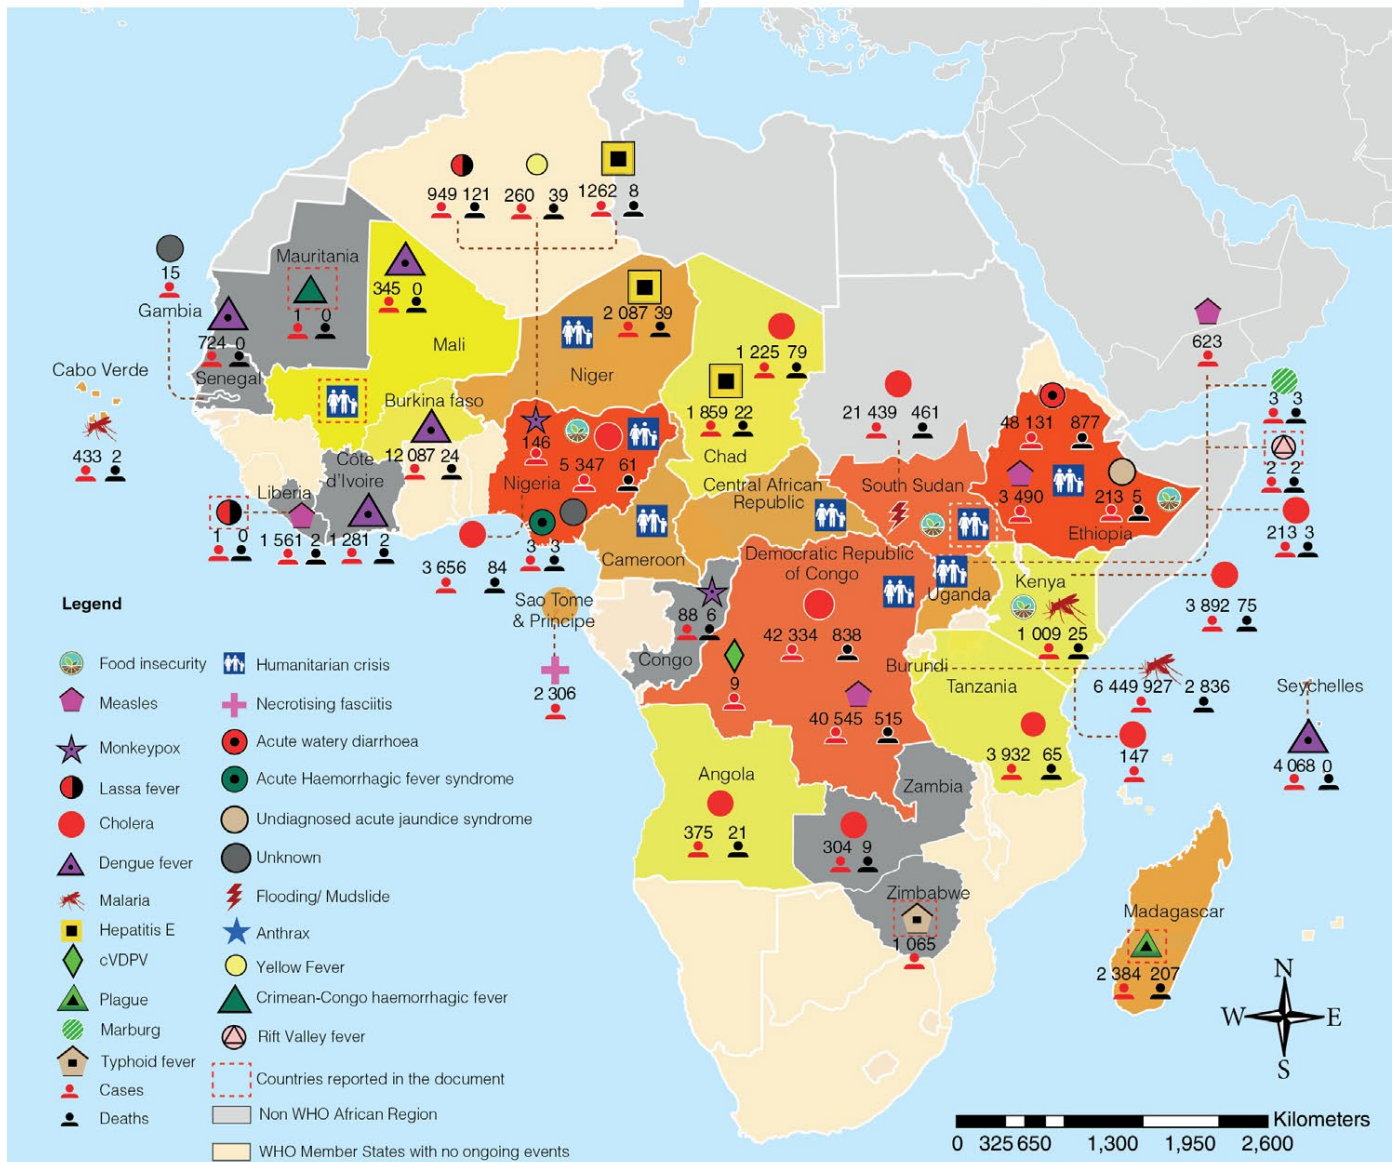 949 121
260 39
1262 8
15
Gambia
Mauritania
1 0
345 0
Mali
724 0
Senegal
Cabo Verde
433 2
2 087 39
Niger
1 225 79
1 859 22
Chad
Burkina faso
12 087 24
Côte
d'Ivoire
1 281 2
Liberia
1 0
1 561 2
146
5 347 61
Nigeria
3 3
3 656 84
Cameroon
Central African
Republic
21 439 461
South Sudan
48 131 877
3 490
213 5
Ethiopia
623
3 3
2 2
213 3
Democratic Republic
of Congo
42 334 838
9
40 545 515
Uganda
Kenya
1 009 25
3 892 75
Sao Tome
& Principe
2 306
88 6
Congo
Burundi
Tanzania
6 449 927 2 836
147
3 932 65
Seychelles
4 068 0
Angola
375 21
Zambia
304 9
Zimbabwe
1 065
Madagascar
2 384 207
Legend
Food insecurity
Measles
Monkeypox
Lassa fever
Cholera
Dengue fever
Malaria
Hepatitis E
cVDPV
Plague
Marburg
Typhoid fever
Cases
Deaths
Humanitarian crisis
Necrotising fasciitis
Acute watery diarrhoea
Acute Haemorrhagic fever syndrome
Undiagnosed acute jaundice syndrome
Unknown
Flooding/ Mudslide
Anthrax
Yellow Fever
Crimean-Congo haemorrhagic fever
Rift Valley fever
Countries reported in the document
Non WHO African Region
WHO Member States with no ongoing events
N
W E
S
Kilometers
0 325 650 1,300 1,950 2,600